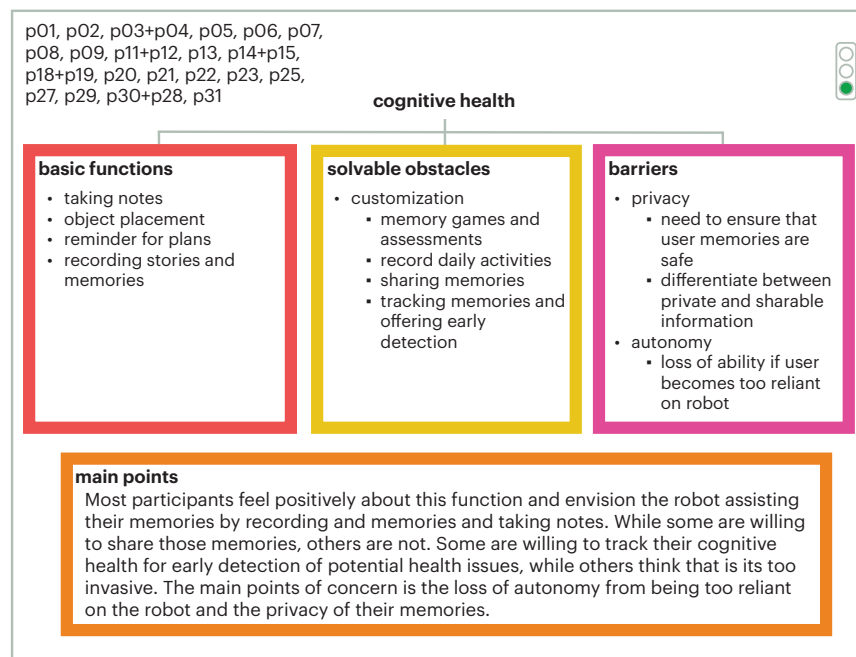 p01, p02, p03+p04, p05, p06, p07,
p08, p09, p11+p12, p13, p14+p15,
p18+p19, p20, p21, p22, p23, p25,
p27, p29, p30+p28, p31
cognitive health
basic functions
• taking notes
• object placement
• reminder for plans
• recording stories and
memories
solvable obstacles
• customization
▪ memory games and
assessments
▪ record daily activities
▪ sharing memories
▪ tracking memories and
offering early
detection
barriers
• privacy
▪ need to ensure that
user memories are
safe
▪ differentiate between
private and sharable
information
• autonomy
▪ loss of ability if user
becomes too reliant
on robot
main points
Most participants feel positively about this function and envision the robot assisting
their memories by recording and memories and taking notes. While some are willing
to share those memories, others are not. Some are willing to track their cognitive
health for early detection of potential health issues, while others think that is its too
invasive. The main points of concern is the loss of autonomy from being too reliant
on the robot and the privacy of their memories.